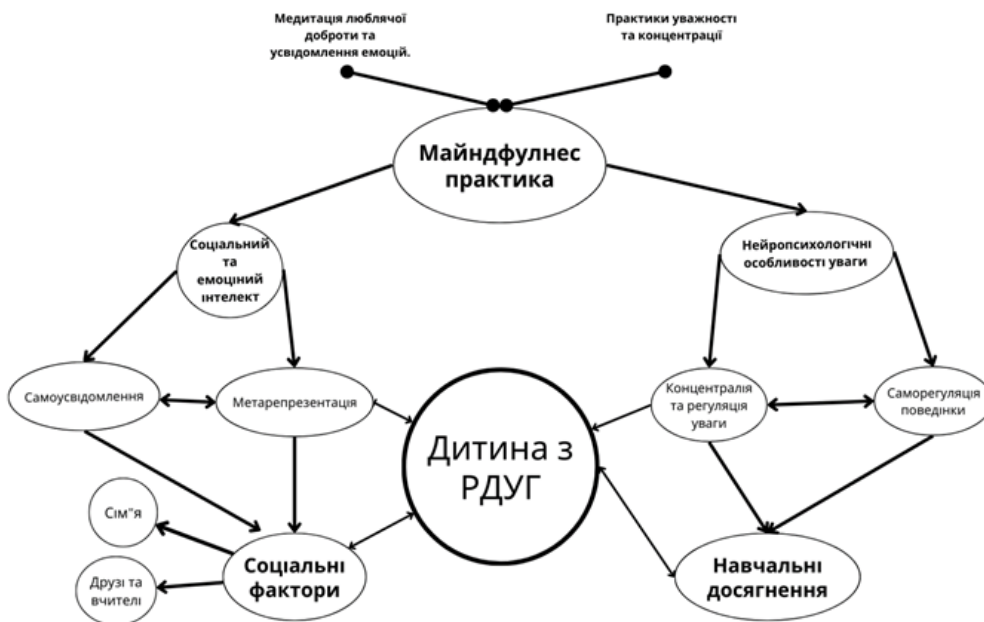 Медитація люблячої
доброти та
усвідомлення емоцій.
Практики уважності
та концентрації
Майндфулнес
практика
Соціальний
та
емоціний
інтелект
Нейропсихологічні
особливості уваги
Самоусвідомлення
Метарепрезентація
Концентралія
та регуляція
уваги
Саморегуляція
поведінки
Дитина з
РДУГ
Сім"я
Друзі та
вчителі
Соціальні
фактори
Навчальні
досягнення